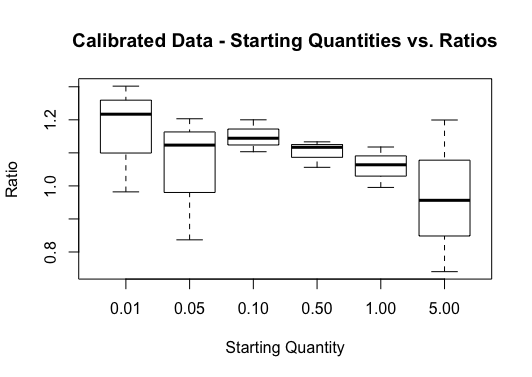 Calibrated Data - Starting Quantities vs. Ratios
Ratio
1.2
1.0
0.8
0.01 0.05 0.10 0.50 1.00 5.00
Starting Quantity